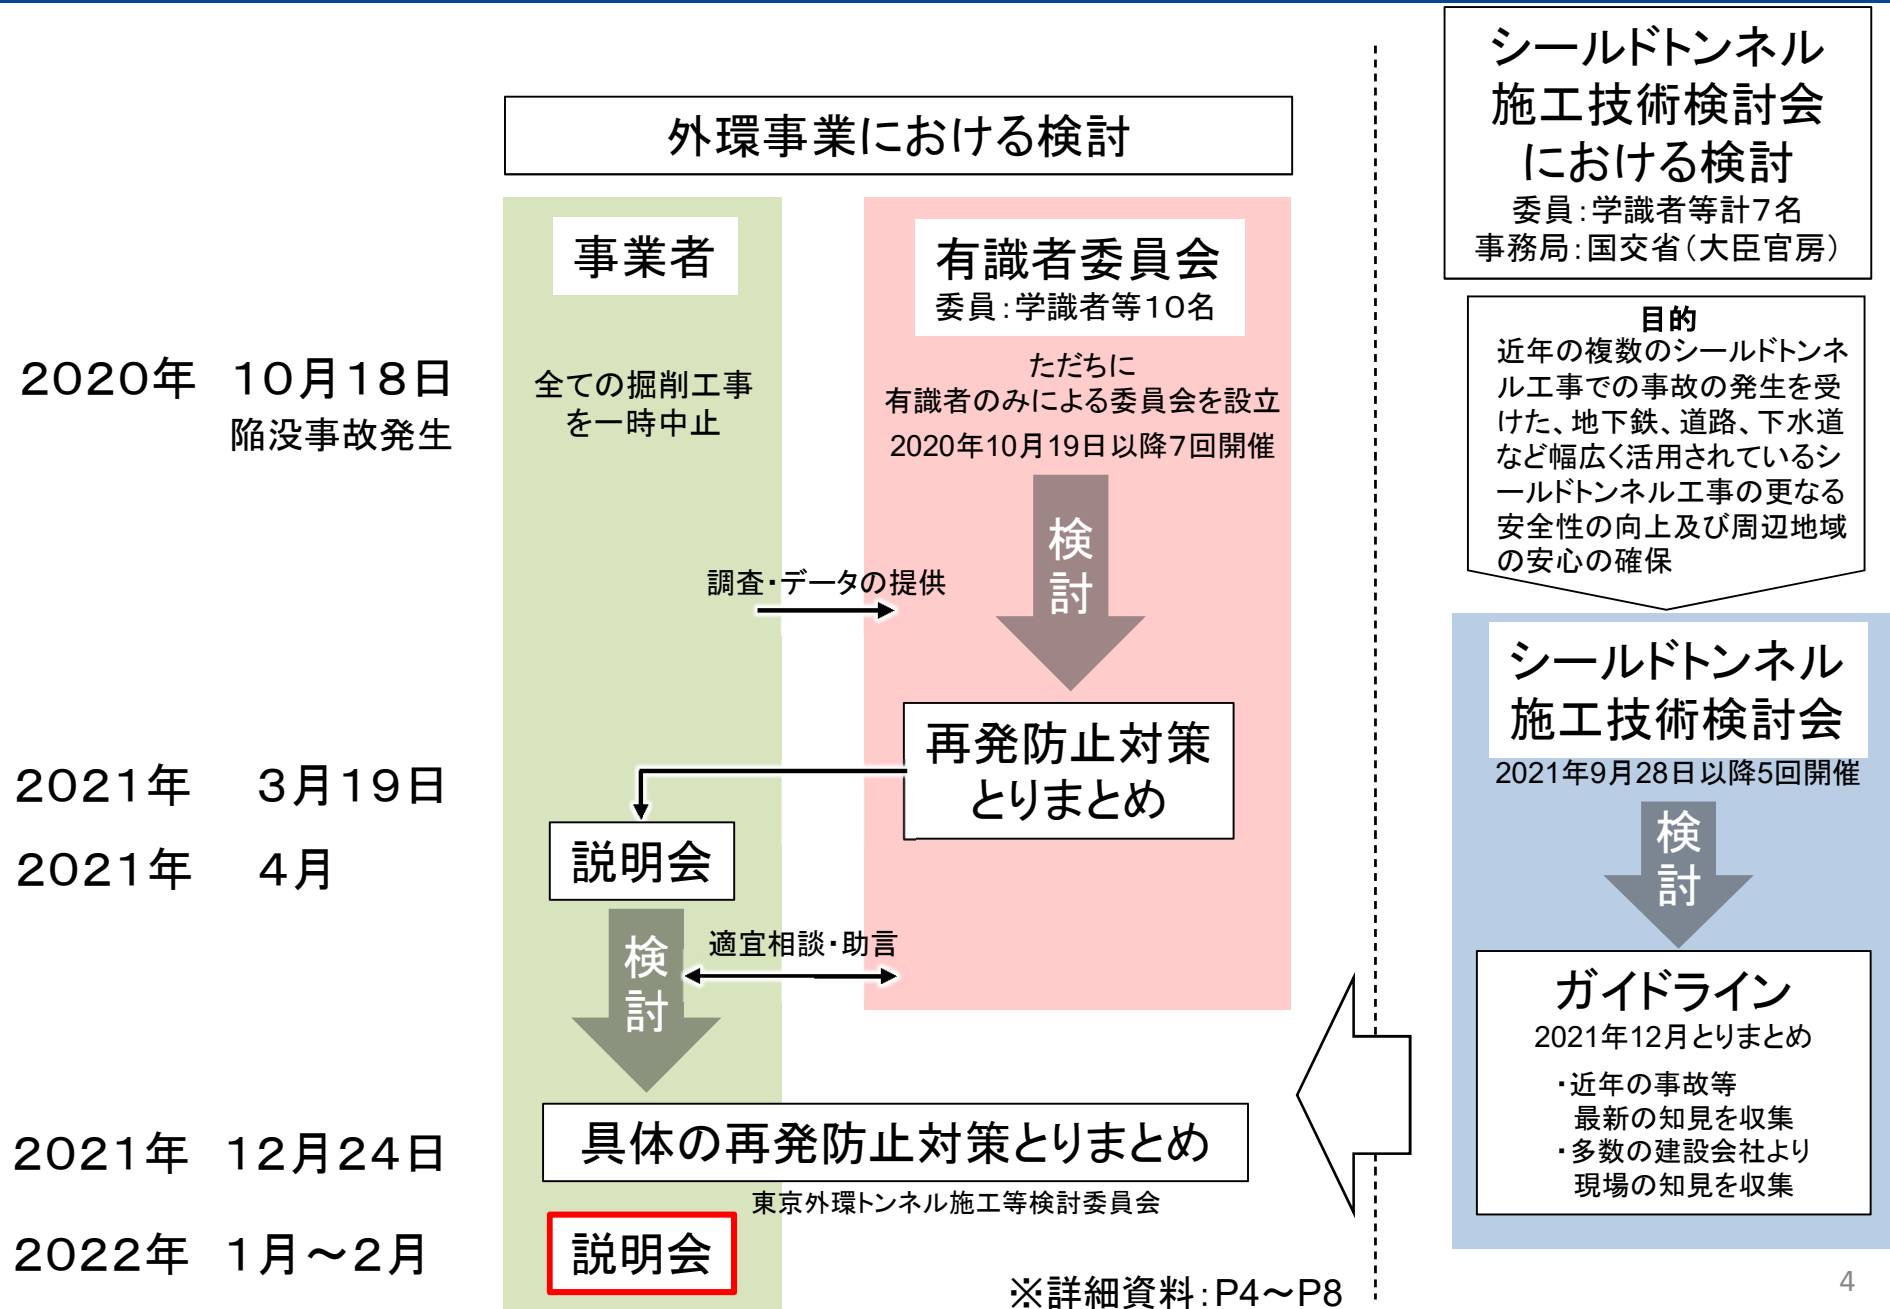 外環事業における検討
事業者
有識者委員会
委員：学識者等１０名
２０２０年　１０月１８日
陥没事故発生
全ての掘削工事
を一時中止
ただちに
有識者のみによる委員会を設立
2020年10月19日以降７回開催
検討
調査・データの提供
再発防止対策
とりまとめ
２０２１年　３月１９日
２０２１年　４月
説明会
検討
適宜相談・助言
２０２１年　１２月２４日
具体の再発防止対策とりまとめ
東京外環トンネル施工等検討委員会
２０２２年　１月～２月
説明会
※詳細資料：P4～P8
シールドトンネル
施工技術検討会
における検討
委員：学識者等計７名
事務局：国交省（大臣官房）
目的
近年の複数のシールドトンネ
ル工事での事故の発生を受
けた、地下鉄、道路、下水道
など幅広く活用されているシ
ールドトンネル工事の更なる
安全性の向上及び周辺地域
の安心の確保
シールドトンネル
施工技術検討会
2021年9月28日以降5回開催
検討
ガイドライン
2021年12月とりまとめ
・近年の事故等
最新の知見を収集
・多数の建設会社より
現場の知見を収集
4